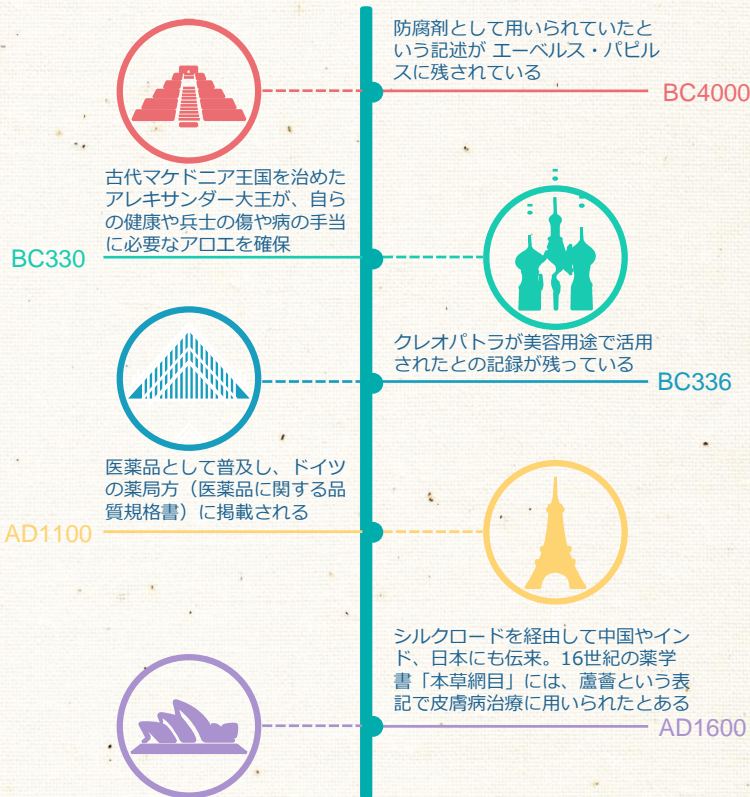 防腐剤として用いられていたと
いう記述が エーベルス・パピル
スに残されている
BC4000
古代マケドニア王国を治めた
アレキサンダー大王が、自ら
の健康や兵士の傷や病の手当
に必要なアロエを確保
BC330
クレオパトラが美容用途で活用
されたとの記録が残っている
BC336
医薬品として普及し、ドイツ
の薬局方（医薬品に関する品
質規格書）に掲載される
AD1100
シルクロードを経由して中国やイン
ド、日本にも伝来。16世紀の薬学
書「本草網目」には、蘆薈という表
記で皮膚病治療に用いられたとある
AD1600